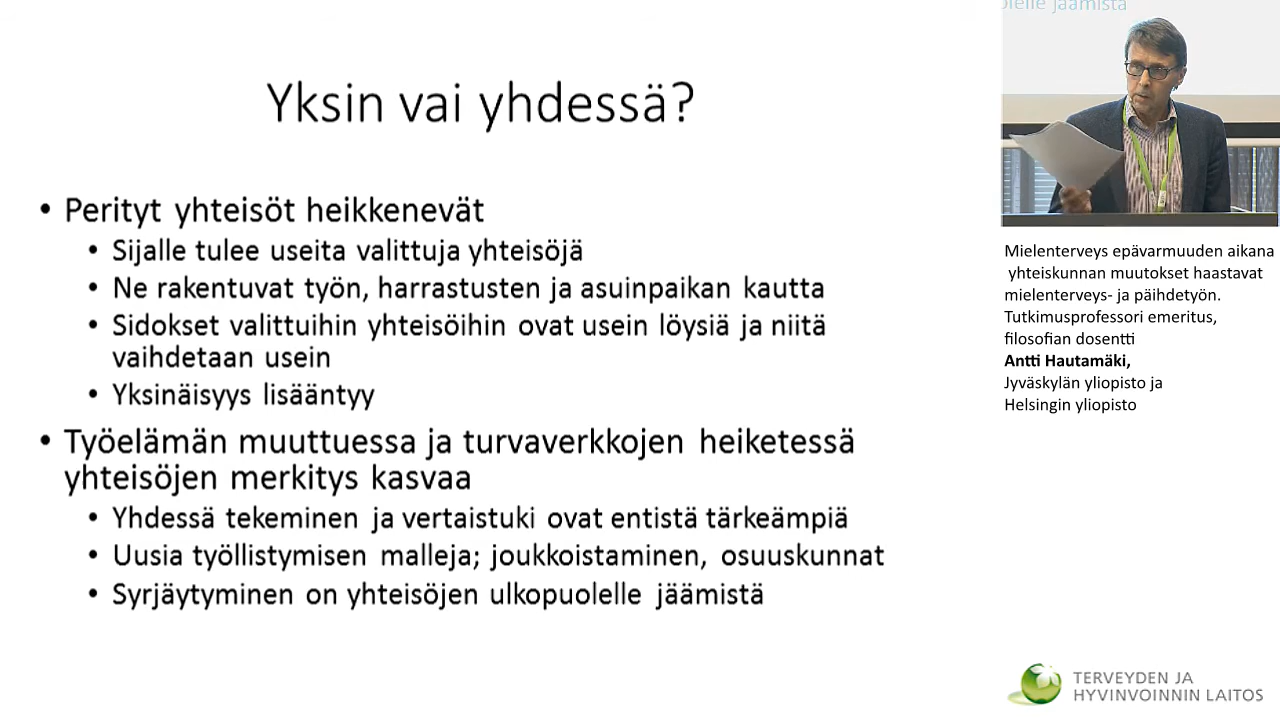 Yksin vai yhdessä?
• Perityt yhteisöt heikkenevät
• Sijalle tulee useita valittuja yhteisöjä
• Ne rakentuvat työn, harrastusten ja asuinpaikan kautta
• Sidokset valittuihin yhteisöihin ovat usein löysiä ja niitä
vaihdetaan usein
• Yksinäisyys lisääntyy
• Työelämän muuttuessa ja turvaverkkojen heiketessä
yhteisöjen merkitys kasvaa
• Yhdessä tekeminen ja vertaistuki ovat entistä tärkeämpiä
• Uusia työllistymisen malleja; joukkoistaminen, osuuskunnat
• Syrjäytyminen on yhteisöjen ulkopuolelle jäämistä
jäämistä
Mielenterveys epävarmuuden aikana
yhteiskunnan muutokset haastavat
mielenterveys- ja päihdetyön.
Tutkimusprofessori emeritus,
filosofian dosentti
Antti Hautamäki,
Jyväskylän yliopisto ja
Helsingin yliopisto
TERVEYDEN JA
HYVINVOINNIN LAITOS